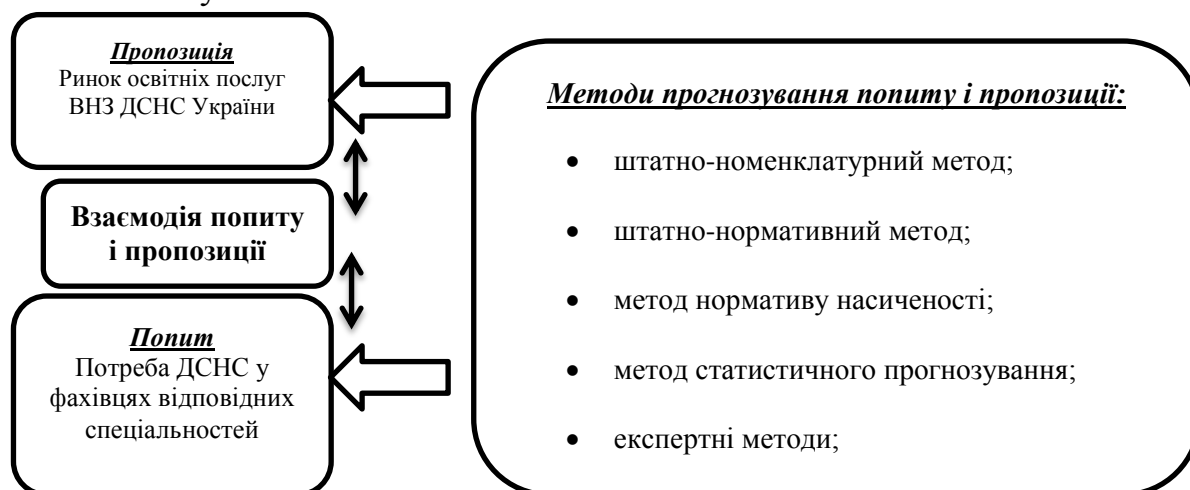 Пропозиція
Ринок освітніх послуг
ВНЗ ДСНС України
Взаємодія попиту
і пропозиції
Попит
Потреба ДСНС у
фахівцях відповідних
спеціальностей
Методи прогнозування попиту і пропозиції:
• штатно-номенклатурний метод;
• штатно-нормативний метод;
• метод нормативу насиченості;
• метод статистичного прогнозування;
• експертні методи;